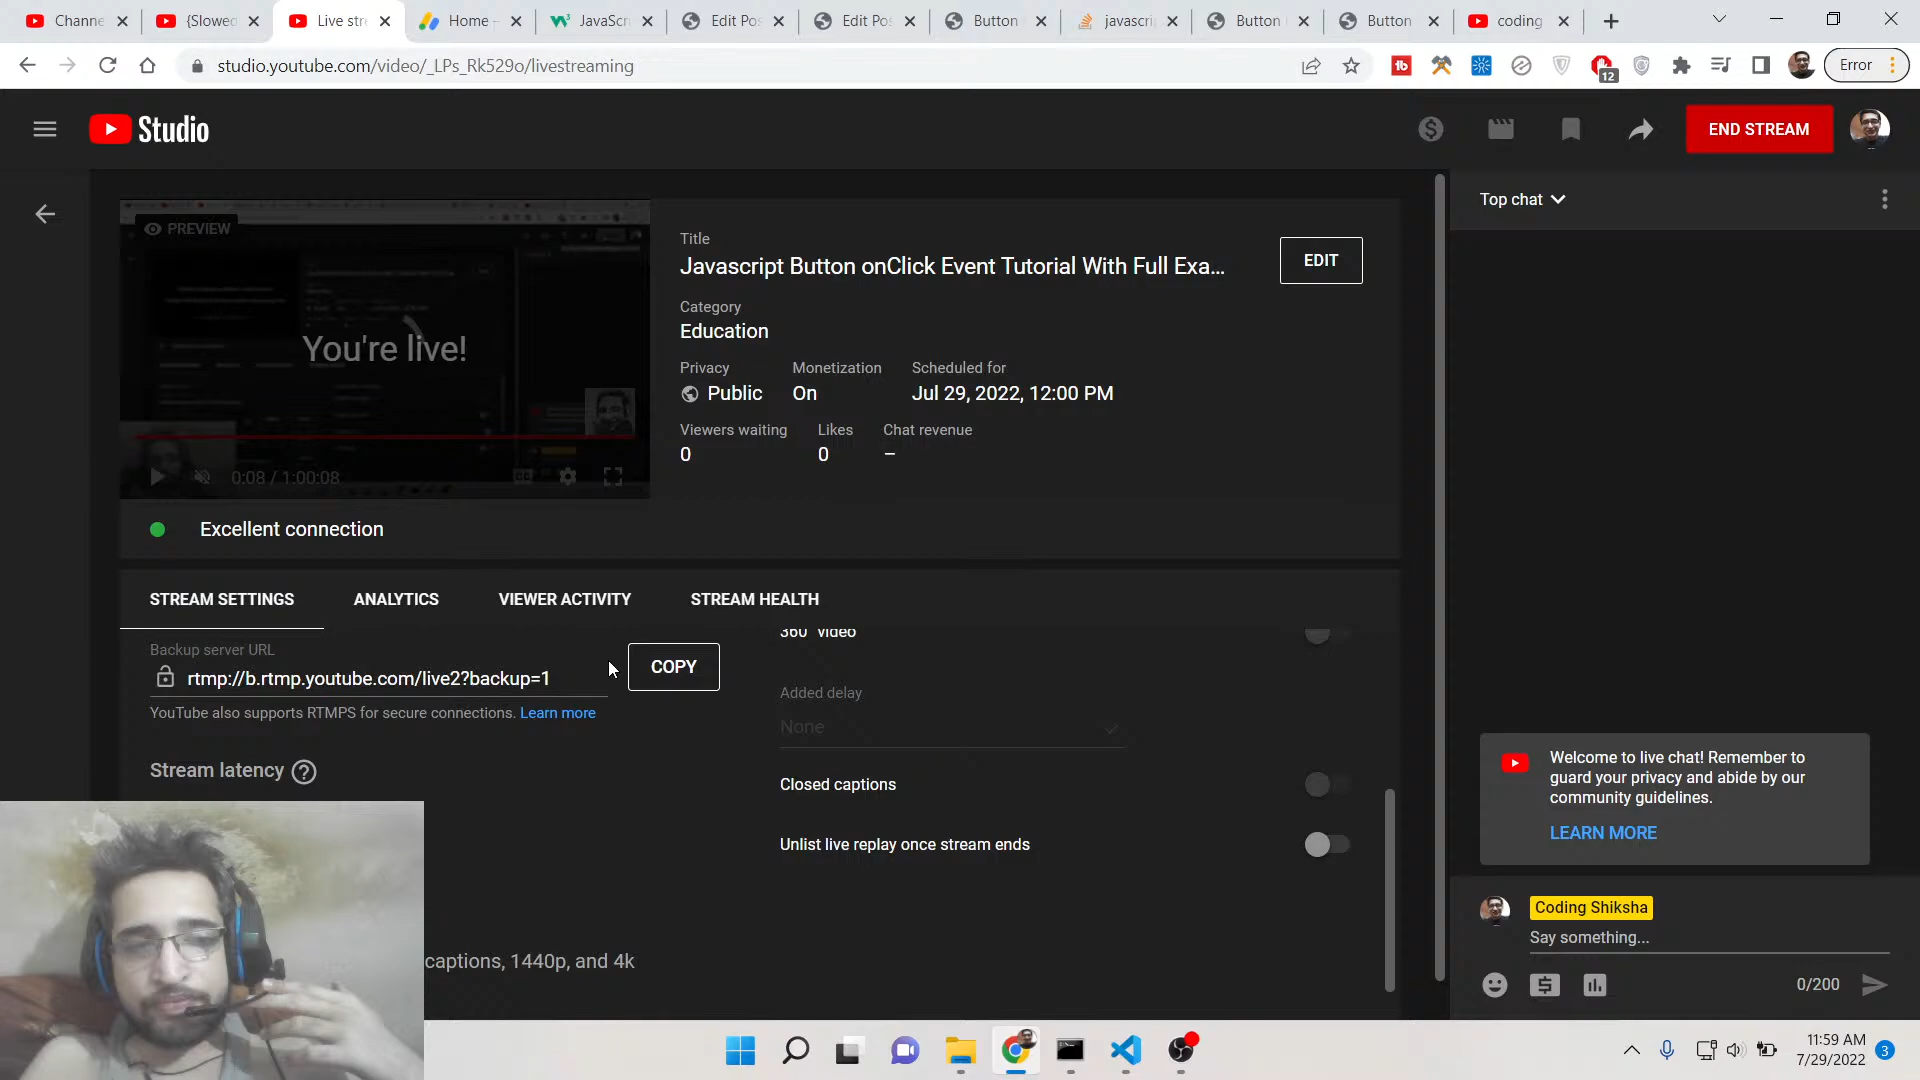 Chann
{Slowed
Live stre
Home –
JavaScri
Edit Pos
Edit Pos
Button
javascrip
Button
Button
coding
studio.youtube.com/video/_LPs_Rk529o/livestreaming
12
Error
Studio
END STREAM
PREVIEW
You're live!
0:08 / 1:00:08
Title
Javascript Button onClick Event Tutorial With Full Exa...
EDIT
Category
Education
Privacy
Public
Monetization
On
Scheduled for
Jul 29, 2022, 12:00 PM
Viewers waiting
0
Likes
0
Chat revenue
–
Excellent connection
STREAM SETTINGS
ANALYTICS
VIEWER ACTIVITY
STREAM HEALTH
Backup server URL
rtmp://b.rtmp.youtube.com/live2?backup=1
COPY
YouTube also supports RTMPS for secure connections. Learn more
Stream latency
captions, 1440p, and 4k
360° video
Added delay
None
Closed captions
Unlist live replay once stream ends
Top chat
Welcome to live chat! Remember to
guard your privacy and abide by our
community guidelines.
LEARN MORE
Coding Shiksha
Say something...
0/200
11:59 AM
7/29/2022
3